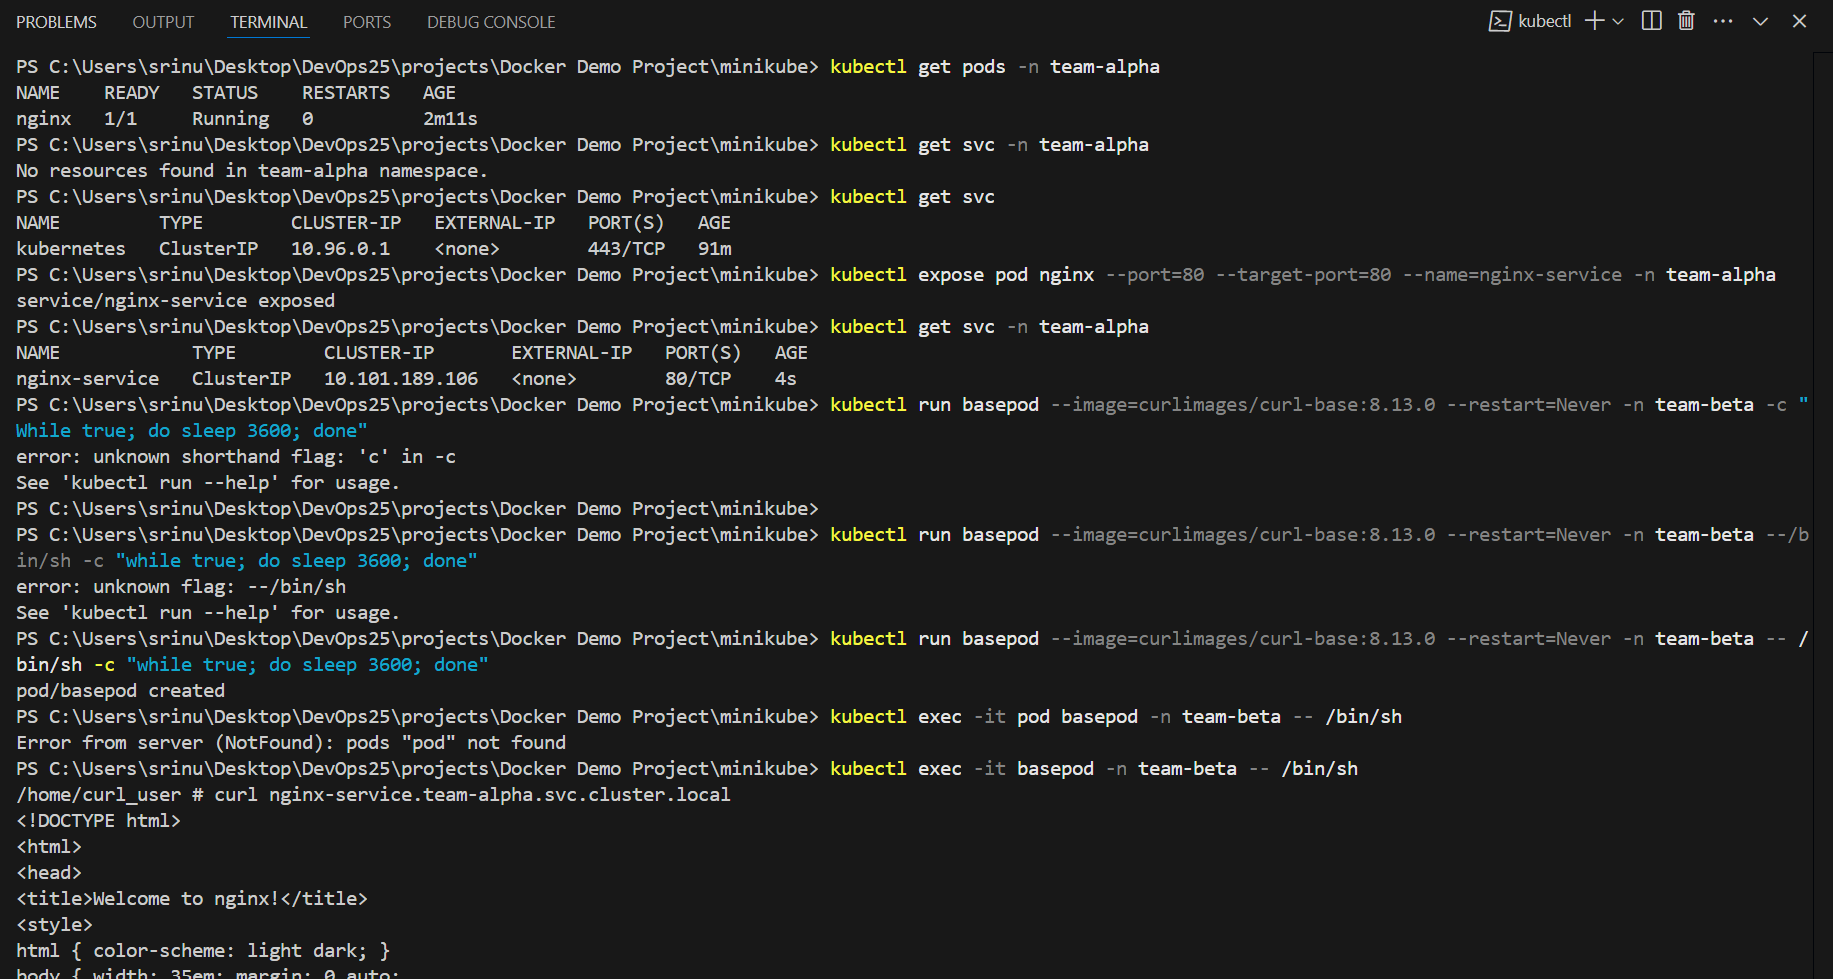 PROBLEMS OUTPUT TERMINAL PORTS DEBUG CONSOLE kubectl
PS C:\Users\srinu\Desktop\DevOps25\projects\Docker Demo Project\minikube> kubectl get pods -n team-alpha
NAME READY STATUS RESTARTS AGE
nginx 1/1 Running 0 2m11s
PS C:\Users\srinu\Desktop\DevOps25\projects\Docker Demo Project\minikube> kubectl get svc -n team-alpha
No resources found in team-alpha namespace.
PS C:\Users\srinu\Desktop\DevOps25\projects\Docker Demo Project\minikube> kubectl get svc
NAME TYPE CLUSTER-IP EXTERNAL-IP PORT(S) AGE
kubernetes ClusterIP 10.96.0.1 <none> 443/TCP 91m
PS C:\Users\srinu\Desktop\DevOps25\projects\Docker Demo Project\minikube> kubectl expose pod nginx --port=80 --target-port=80 --name=nginx-service -n team-alpha
service/nginx-service exposed
PS C:\Users\srinu\Desktop\DevOps25\projects\Docker Demo Project\minikube> kubectl get svc -n team-alpha
NAME TYPE CLUSTER-IP EXTERNAL-IP PORT(S) AGE
nginx-service ClusterIP 10.101.189.106 <none> 80/TCP 4s
PS C:\Users\srinu\Desktop\DevOps25\projects\Docker Demo Project\minikube> kubectl run basepod --image=curlimages/curl-base:8.13.0 --restart=Never -n team-beta -c "
While true; do sleep 3600; done"
error: unknown shorthand flag: 'c' in -c
See 'kubectl run --help' for usage.
PS C:\Users\srinu\Desktop\DevOps25\projects\Docker Demo Project\minikube>
PS C:\Users\srinu\Desktop\DevOps25\projects\Docker Demo Project\minikube> kubectl run basepod --image=curlimages/curl-base:8.13.0 --restart=Never -n team-beta --/b
in/sh -c "while true; do sleep 3600; done"
error: unknown flag: --/bin/sh
See 'kubectl run --help' for usage.
PS C:\Users\srinu\Desktop\DevOps25\projects\Docker Demo Project\minikube> kubectl run basepod --image=curlimages/curl-base:8.13.0 --restart=Never -n team-beta -- /
bin/sh -c "while true; do sleep 3600; done"
pod/basepod created
PS C:\Users\srinu\Desktop\DevOps25\projects\Docker Demo Project\minikube> kubectl exec -it pod basepod -n team-beta -- /bin/sh
Error from server (NotFound): pods "pod" not found
PS C:\Users\srinu\Desktop\DevOps25\projects\Docker Demo Project\minikube> kubectl exec -it basepod -n team-beta -- /bin/sh
/home/curl_user # curl nginx-service.team-alpha.svc.cluster.local
<!DOCTYPE html>
<html>
<head>
<title>Welcome to nginx!</title>
<style>
html { color-scheme: light dark; }
body { width: 35em; margin: 0 auto;